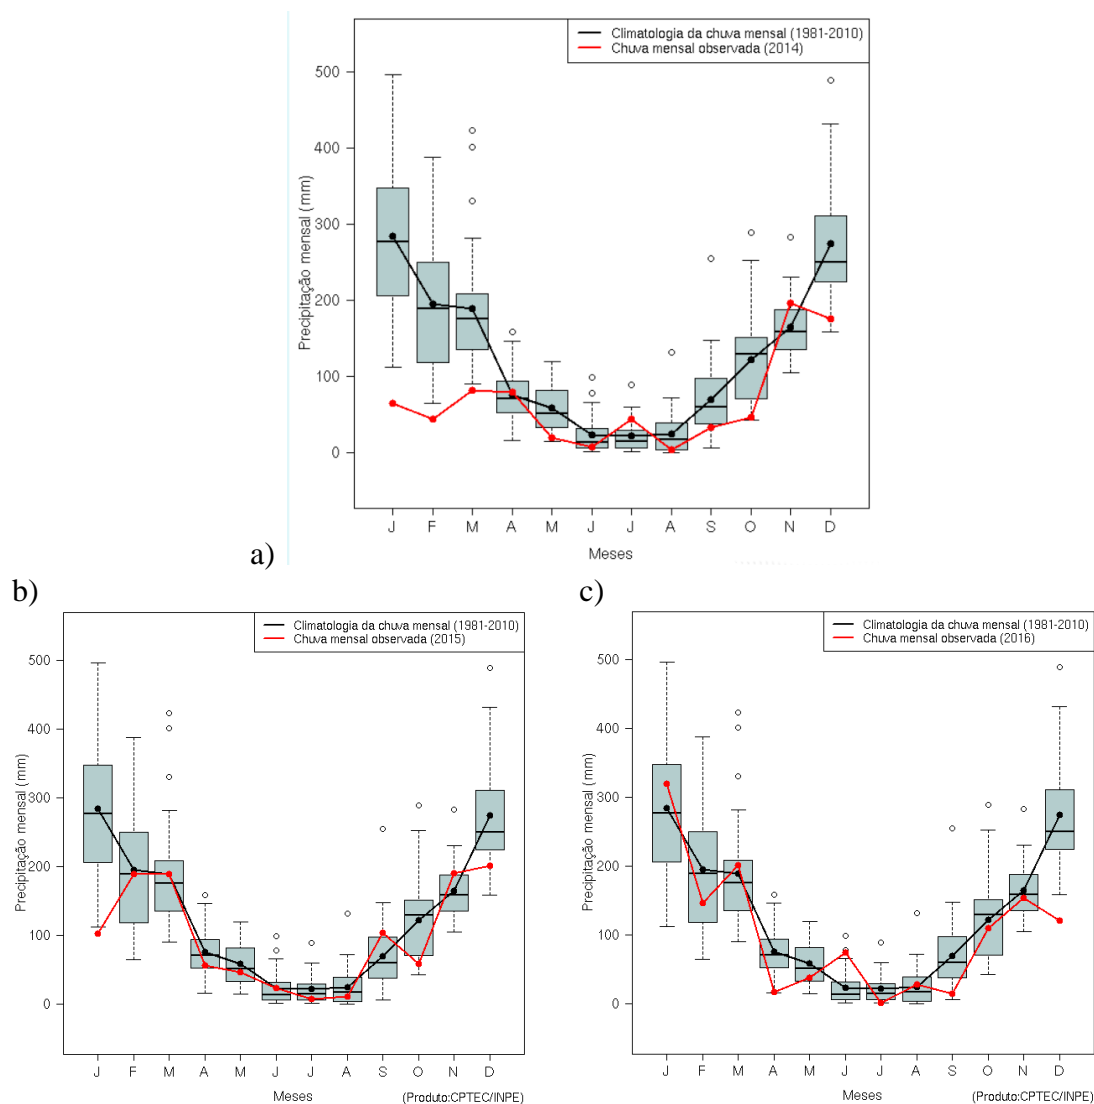 Climatologia da chuva mensal (1981-2010)
Chuva mensal observada (2014)
500
400
300
200
100
0
Precipitação mensal (mm)
J F M A M J J A S O N D
Meses
a)
b)
Climatologia da chuva mensal (1981-2010)
Chuva mensal observada (2015)
500
400
300
200
100
0
Precipitação mensal (mm)
J F M A M J J A S O N D
Meses
(Produto:CPTEC/INPE)
c)
Climatologia da chuva mensal (1981-2010)
Chuva mensal observada (2016)
500
400
300
200
100
0
Precipitação mensal (mm)
J F M A M J J A S O N D
Meses
(Produto:CPTEC/INPE)